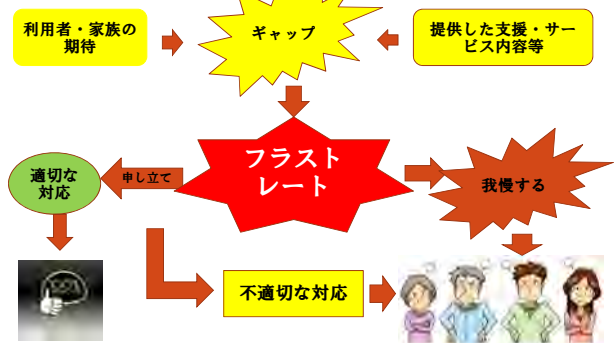 利用者・家族の
期待
ギャップ
提供した支援・サー
ビス内容等
フラスト
レート
適切な
対応
申し立て
我慢する
不適切な対応